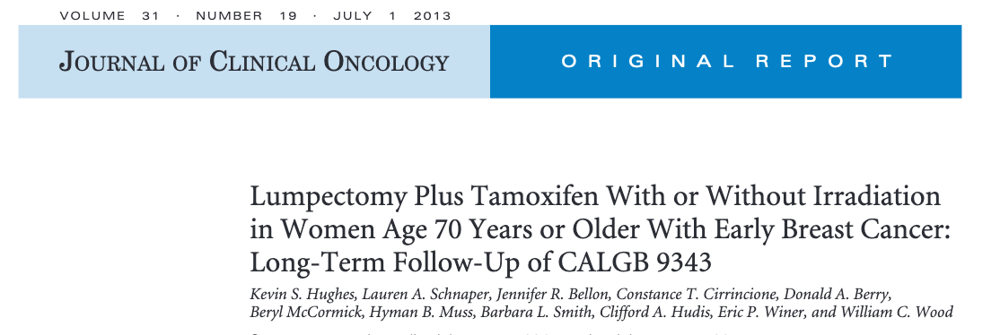 VOLUME 31 · NUMBER 19 · JULY 1 2013
JOURNAL OF CLINICAL ONCOLOGY
ORIGINAL REPORT
Lumpectomy Plus Tamoxifen With or Without Irradiation
in Women Age 70 Years or Older With Early Breast Cancer:
Long-Term Follow-Up of CALGB 9343
Kevin S. Hughes, Lauren A. Schnaper, Jennifer R. Bellon, Constance T. Cirrincione, Donald A. Berry,
Beryl McCormick, Hyman B. Muss, Barbara L. Smith, Clifford A. Hudis, Eric P. Winer, and William C. Wood